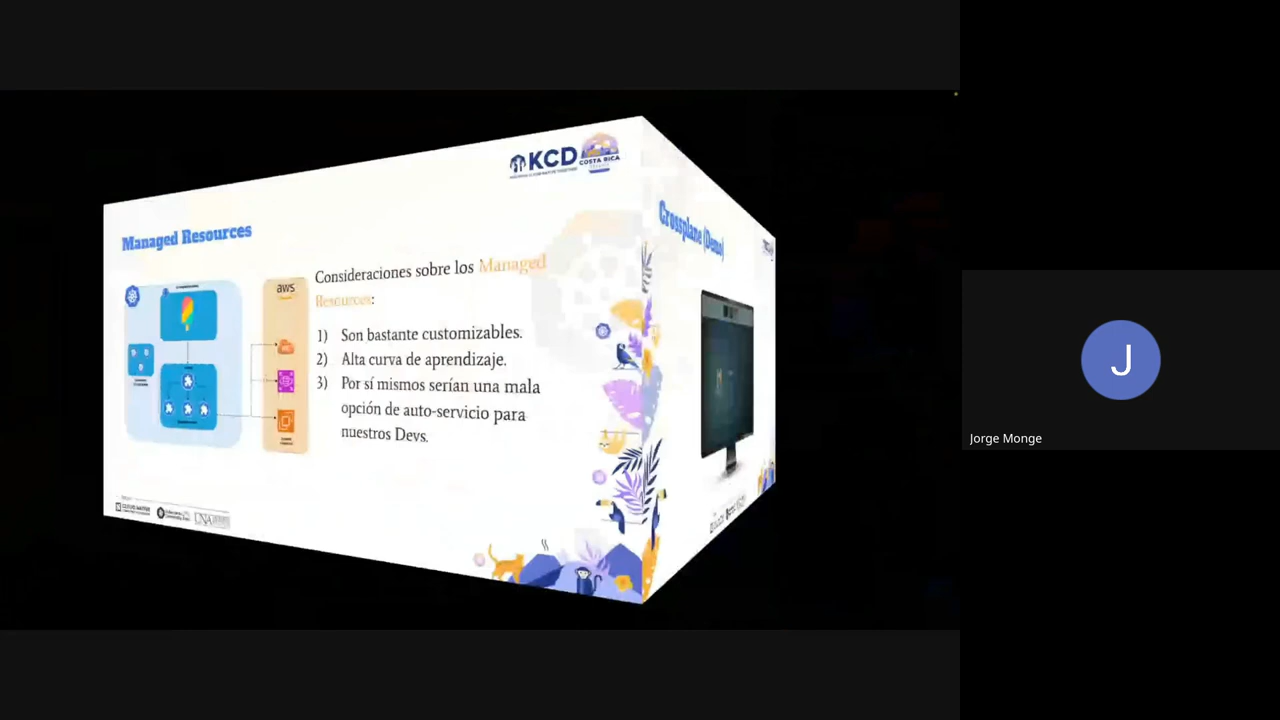 KCD
COSTA RICA
Managed Resources
Crossplane (Demo)
aws
Consideraciones sobre los Managed
Resources:
1) Son bastante customizables.
2) Alta curva de aprendizaje.
3) Por sí mismos serían una mala
opción de auto-servicio para
nuestros Devs.
J
Jorge Monge